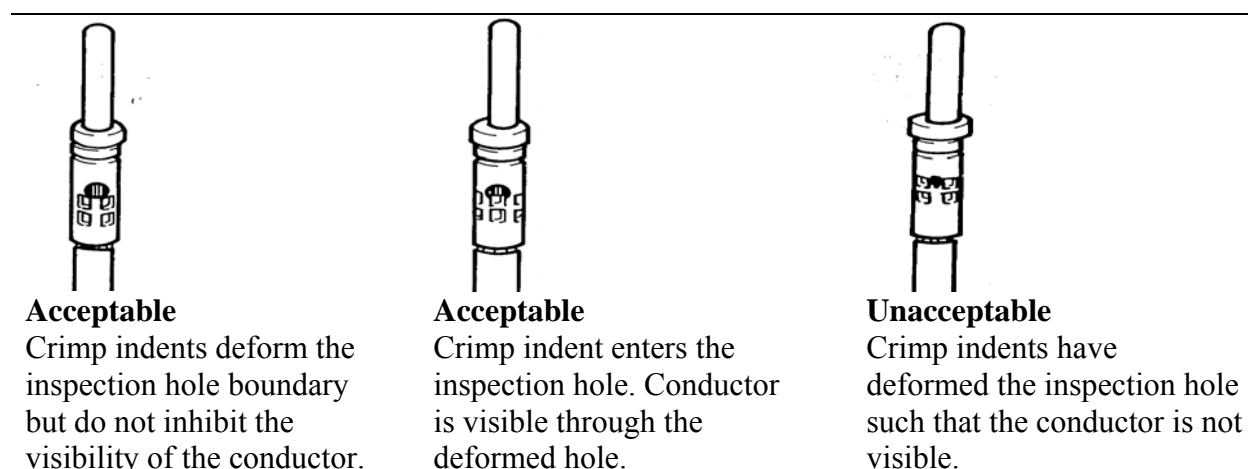 Acceptable
Crimp indents deform the
inspection hole boundary
but do not inhibit the
visibility of the conductor.
Acceptable
Crimp indent enters the
inspection hole. Conductor
is visible through the
deformed hole.
Unacceptable
Crimp indents have
deformed the inspection hole
such that the conductor is not
visible.